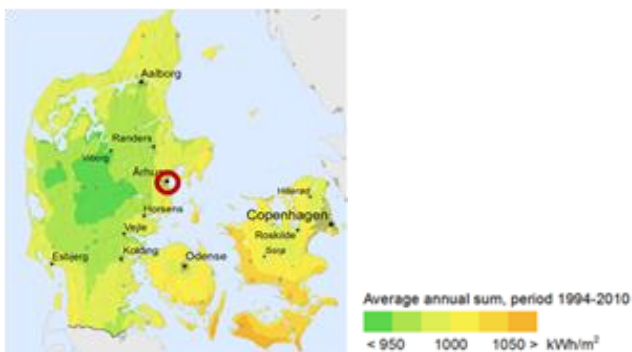 Aalborg
Randers
Viborg
Århus
Hillerød
Horsens
Copenhagen
Vejle
Roskilde
Esbjerg
Kolding
Sorø
Odense
Average annual sum, period 1994-2010
< 950 1000 1050 > kWh/m²